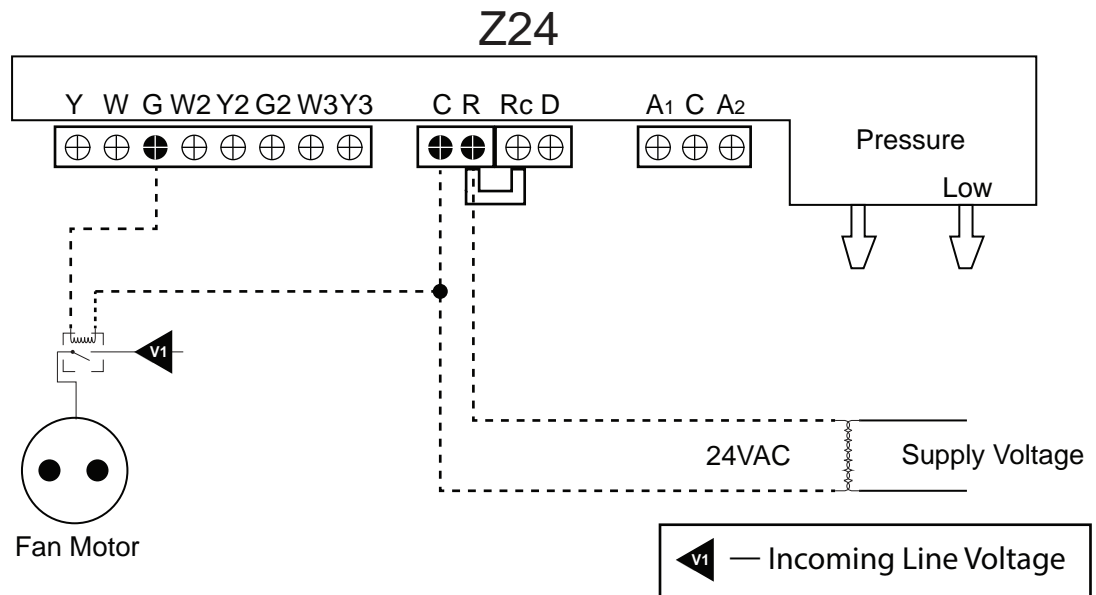 Z24
Y W G W2 Y2 G2 W3 Y3 C R Rc D A1 C A2
Pressure
Low
V1
24VAC Supply Voltage
Fan Motor
V1 — Incoming Line Voltage